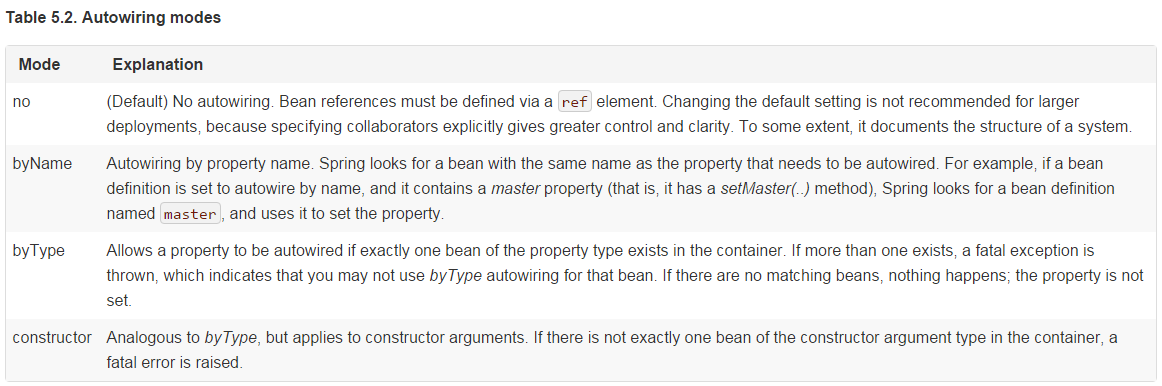 Table 5.2. Autowiring modes
Mode Explanation
no (Default) No autowiring. Bean references must be defined via a ref element. Changing the default setting is not recommended for larger
deployments, because specifying collaborators explicitly gives greater control and clarity. To some extent, it documents the structure of a system.
byName Autowiring by property name. Spring looks for a bean with the same name as the property that needs to be autowired. For example, if a bean
definition is set to autowire by name, and it contains a master property (that is, it has a setMaster(..) method), Spring looks for a bean definition
named master, and uses it to set the property.
byType Allows a property to be autowired if exactly one bean of the property type exists in the container. If more than one exists, a fatal exception is
thrown, which indicates that you may not use byType autowiring for that bean. If there are no matching beans, nothing happens; the property is not
set.
constructor Analogous to byType, but applies to constructor arguments. If there is not exactly one bean of the constructor argument type in the container, a
fatal error is raised.